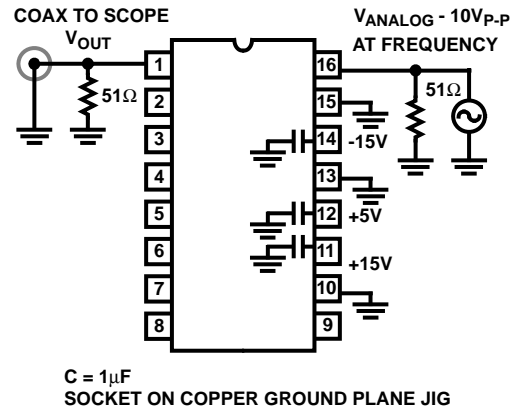 COAX TO SCOPE
VOUT
51Ω
VANALOG - 10VP-P
AT FREQUENCY
51Ω
1
2
3
4
5
6
7
8
16
15
14
-15V
13
12
+5V
11
+15V
10
9
C = 1μF
SOCKET ON COPPER GROUND PLANE JIG